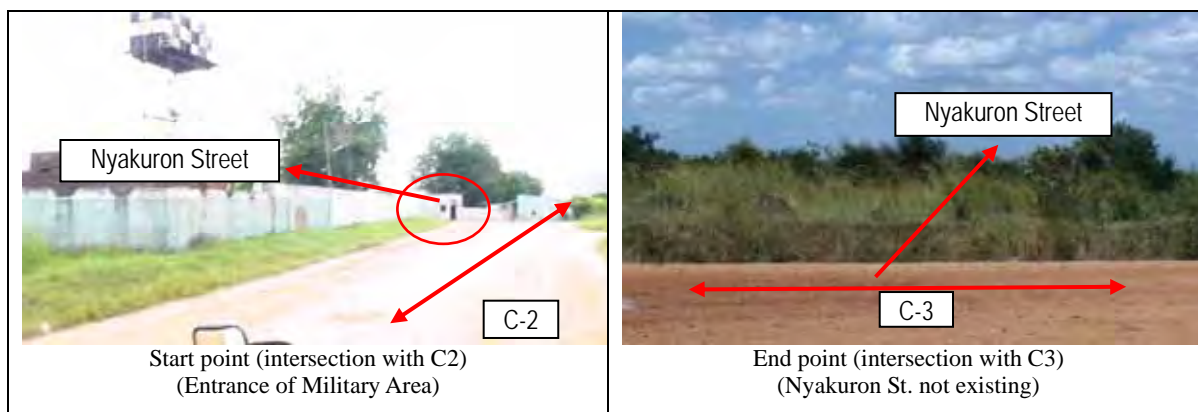 Nyakuron Street
C-2
Start point (intersection with C2)
(Entrance of Military Area)
Nyakuron Street
C-3
End point (intersection with C3)
(Nyakuron St. not existing)